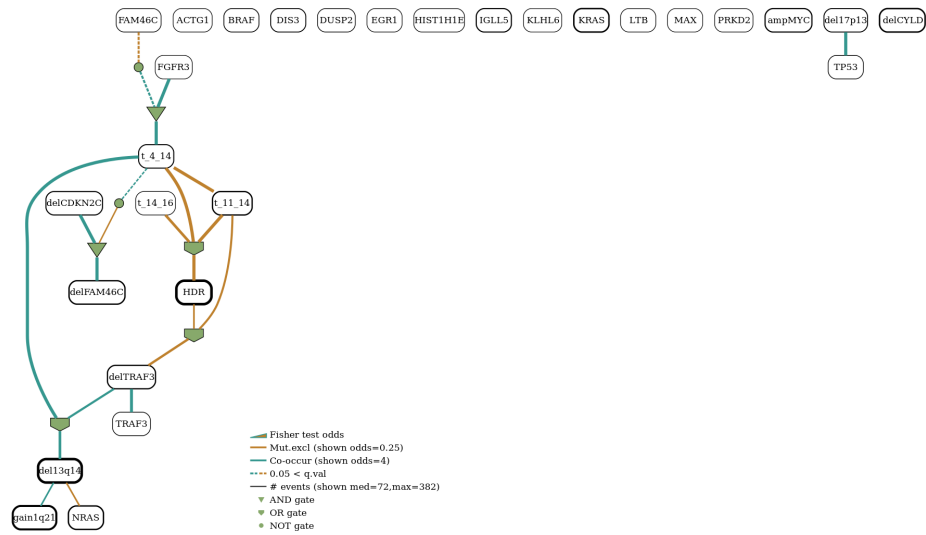 FAM46C ACTG1 BRAF DIS3 DUSP2 EGR1 HIST1H1E IGLL5 KLHL6 KRAS LTB MAX PRKD2 ampMYC del17p13 delCYLD
FGFR3 TP53
t_4_14
delCDKN2C t_14_16 t_11_14
delFAM46C HDR
delTRAF3
TRAF3
Fisher test odds
Mut.excl (shown odds=0.25)
Co-occur (shown odds=4)
0.05 < q.val
# events (shown med=72,max=382)
AND gate
OR gate
NOT gate
del13q14
gain1q21 NRAS